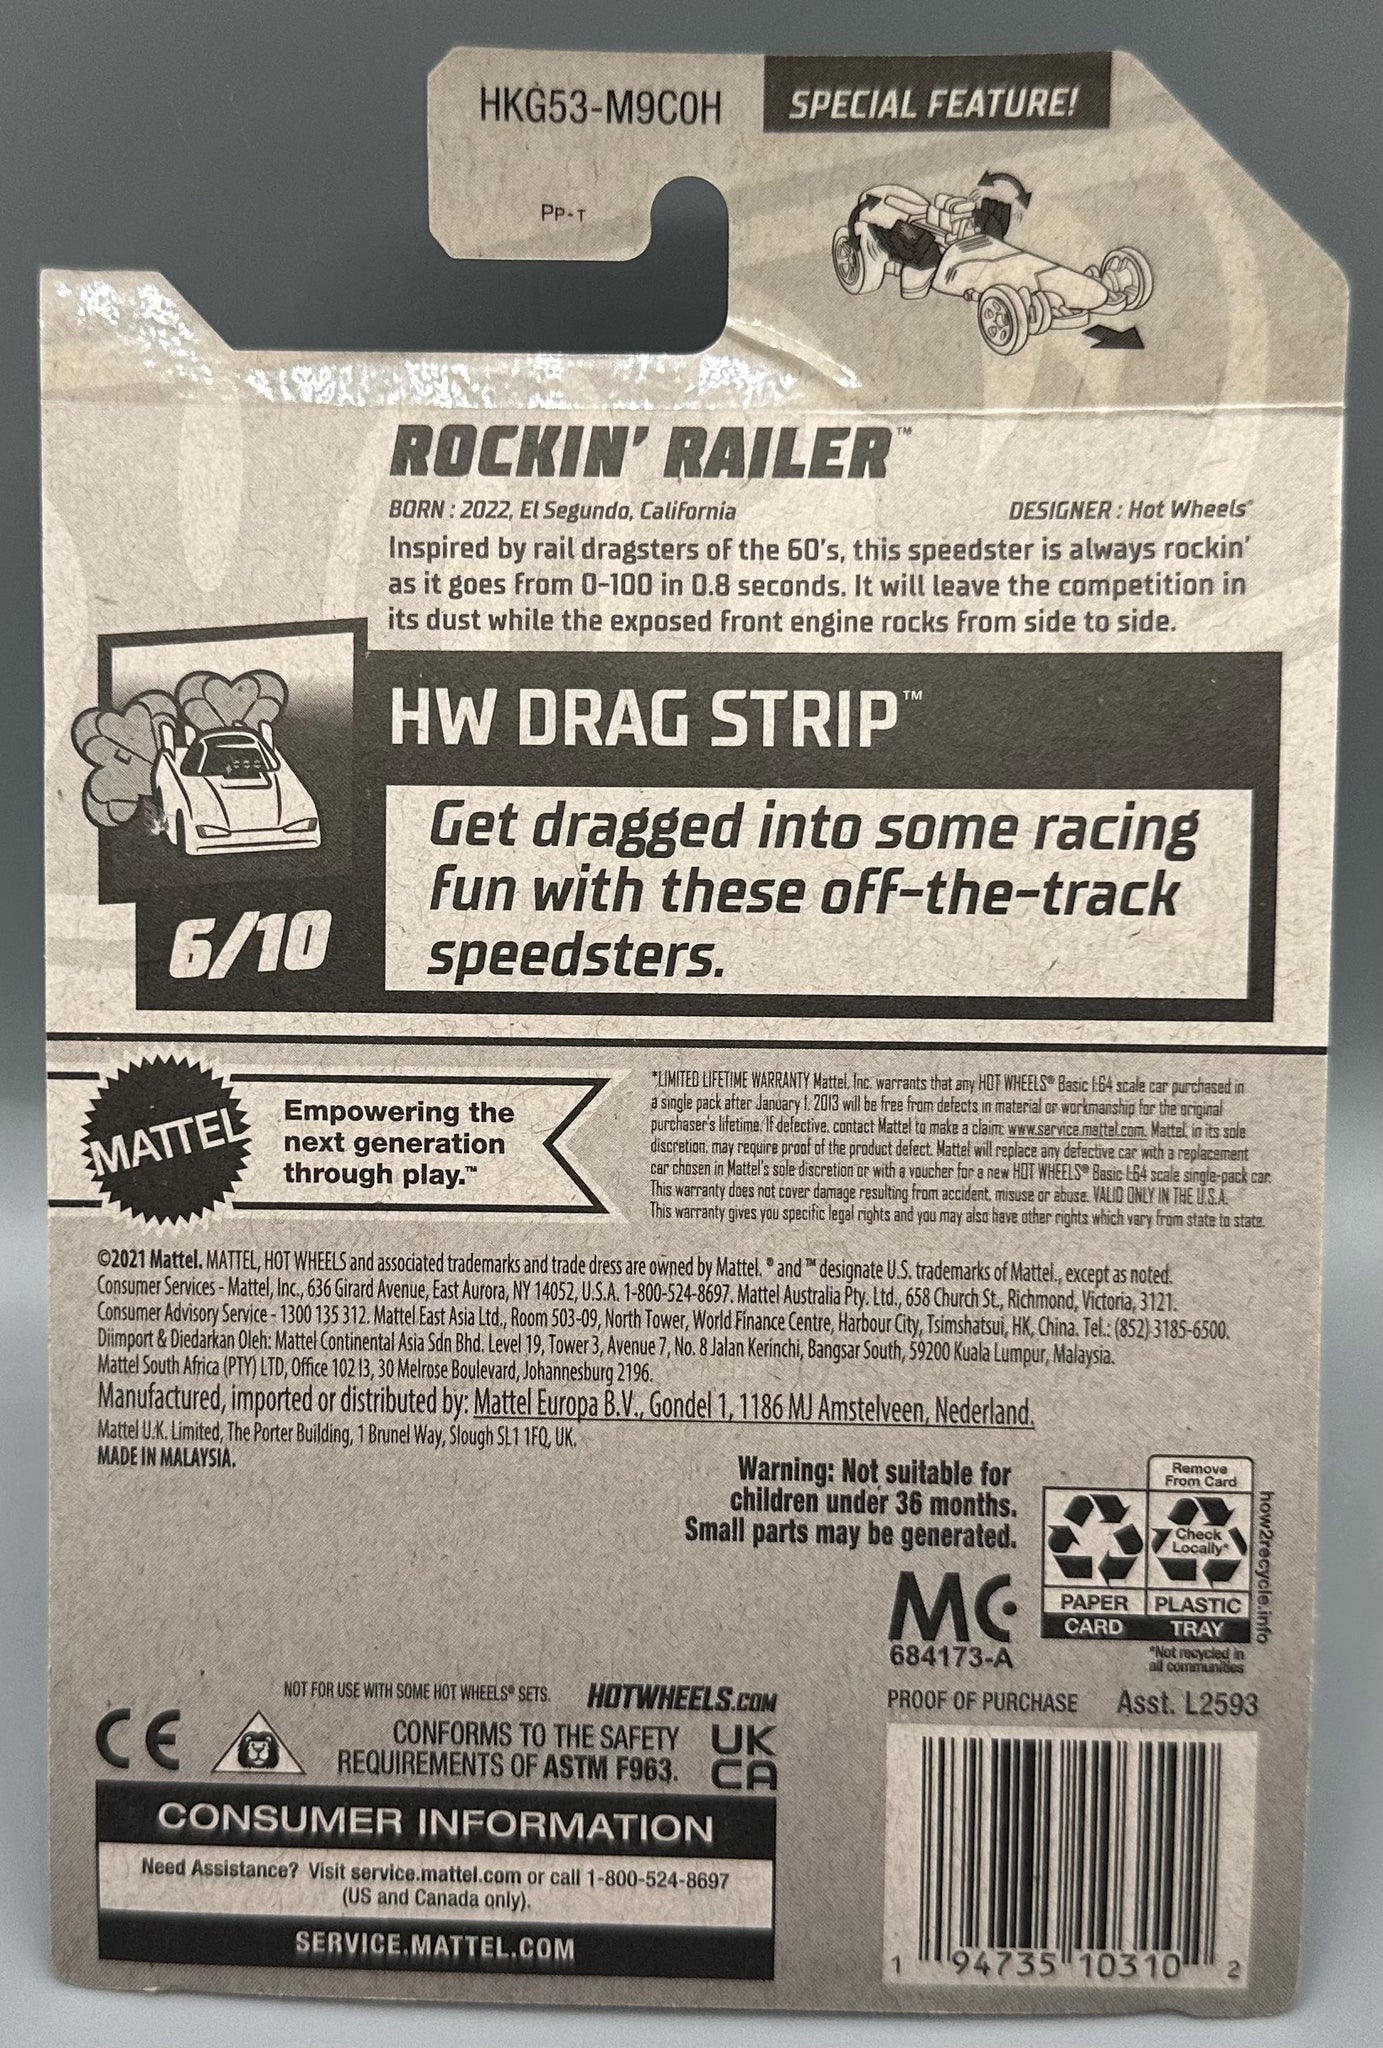 HKG53-M9C0H
SPECIAL FEATURE!
PP-T
ROCKIN' RAILER™
BORN : 2022, El Segundo, California
DESIGNER : Hot Wheels®
Inspired by rail dragsters of the 60's, this speedster is always rockin'
as it goes from 0-100 in 0.8 seconds. It will leave the competition in
its dust while the exposed front engine rocks from side to side.
HW DRAG STRIP™
Get dragged into some racing
fun with these off-the-track
speedsters.
6/10
MATTEL
Empowering the
next generation
through play.™
*LIMITED LIFETIME WARRANTY Mattel, Inc. warrants that any HOT WHEELS® Basic 1:64 scale car purchased in
a single pack after January 1, 2013 will be free from defects in material or workmanship for the original
purchaser's lifetime. If defective, contact Mattel to make a claim: www.service.mattel.com. Mattel, in its sole
discretion, may require proof of the product defect. Mattel will replace any defective car with a replacement
car chosen in Mattel's sole discretion or with a voucher for a new HOT WHEELS® Basic 1:64 scale single-pack car.
This warranty does not cover damage resulting from accident, misuse or abuse. VALID ONLY IN THE U.S.A.
This warranty gives you specific legal rights and you may also have other rights which vary from state to state.
©2021 Mattel. MATTEL, HOT WHEELS and associated trademarks and trade dress are owned by Mattel. ® and ™ designate U.S. trademarks of Mattel., except as noted.
Consumer Services - Mattel, Inc., 636 Girard Avenue, East Aurora, NY 14052, U.S.A. 1-800-524-8697. Mattel Australia Pty. Ltd., 658 Church St., Richmond, Victoria, 3121.
Consumer Advisory Service - 1300 135 312. Mattel East Asia Ltd., Room 503-09, North Tower, World Finance Centre, Harbour City, Tsimshatsui, HK, China. Tel.: (852) 3185-6500.
Diimport & Diedarkan Oleh: Mattel Continental Asia Sdn Bhd. Level 19, Tower 3, Avenue 7, No. 8 Jalan Kerinchi, Bangsar South, 59200 Kuala Lumpur, Malaysia.
Mattel South Africa (PTY) LTD, Office 102 I3, 30 Melrose Boulevard, Johannesburg 2196.
Manufactured, imported or distributed by: Mattel Europa B.V., Gondel 1, 1186 MJ Amstelveen, Nederland.
Mattel U.K. Limited, The Porter Building, 1 Brunel Way, Slough SL1 1FQ, UK.
MADE IN MALAYSIA.
Warning: Not suitable for
children under 36 months.
Small parts may be generated.
Remove
From Card
Check
Locally*
PAPER
CARD
PLASTIC
TRAY
how2recycle.info
*Not recycled in
all communities
MC
684173-A
NOT FOR USE WITH SOME HOT WHEELS® SETS.
HOTWHEELS.COM
PROOF OF PURCHASE
Asst. L2593
CE
CONFORMS TO THE SAFETY
REQUIREMENTS OF ASTM F963.
UK
CA
CONSUMER INFORMATION
Need Assistance? Visit service.mattel.com or call 1-800-524-8697
(US and Canada only).
SERVICE.MATTEL.COM
1 94735 10310 2